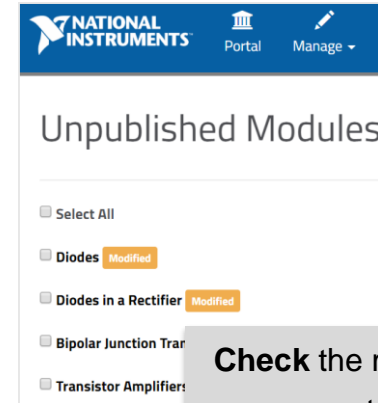 NATIONAL
INSTRUMENTS
Portal
Manage
Unpublished Modules
Select All
Diodes Modified
Diodes in a Rectifier Modified
Bipolar Junction
Transistor Amplifiers
Check the